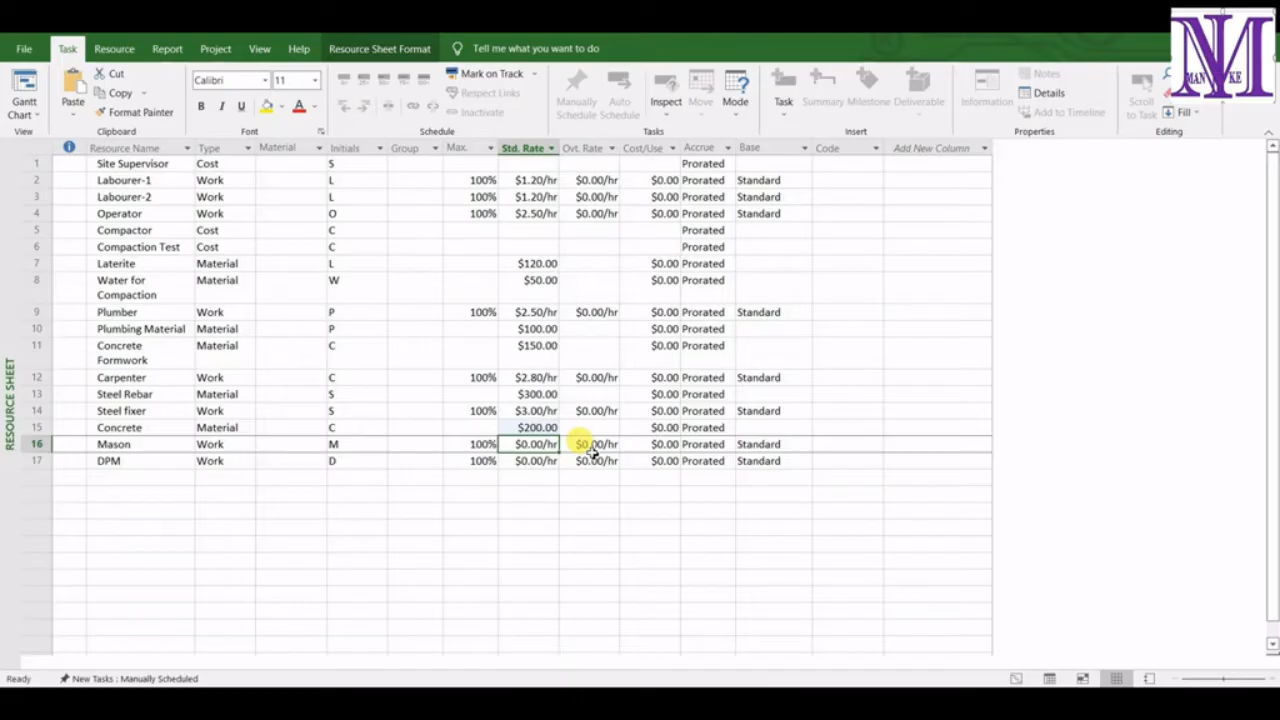 File Task Resource Report Project View Help Resource Sheet Format Tell me what you want to do
MI
MAN KE
Gantt Chart
View
Paste
Cut
Copy
Format Painter
Clipboard
Calibri 11
B I U A
Font
Mark on Track
Respect Links
Inactivate
Schedule
Manually Schedule
Auto Schedule
Inspect
Move
Mode
Tasks
Task
Summary
Milestone
Deliverable
Insert
Information
Notes
Details
Add to Timeline
Properties
Scroll to Task
Fill
Editing
Resource Name Type Material Initials Group Max. Std. Rate Ovt. Rate Cost/Use Accrue Base Code Add New Column
1 Site Supervisor Cost S Prorated
2 Labourer-1 Work L 100% $1.20/hr $0.00/hr $0.00 Prorated Standard
3 Labourer-2 Work L 100% $1.20/hr $0.00/hr $0.00 Prorated Standard
4 Operator Work O 100% $2.50/hr $0.00/hr $0.00 Prorated Standard
5 Compactor Cost C Prorated
6 Compaction Test Cost C Prorated
7 Laterite Material L $120.00 $0.00 Prorated
8 Water for Material W $50.00 $0.00 Prorated
Compaction
9 Plumber Work P 100% $2.50/hr $0.00/hr $0.00 Prorated Standard
10 Plumbing Material Material P $100.00 $0.00 Prorated
11 Concrete Material C $150.00 $0.00 Prorated
Formwork
12 Carpenter Work C 100% $2.80/hr $0.00/hr $0.00 Prorated Standard
13 Steel Rebar Material S $300.00 $0.00 Prorated
14 Steel fixer Work S 100% $3.00/hr $0.00/hr $0.00 Prorated Standard
15 Concrete Material C $200.00 $0.00 Prorated
16 Mason Work M 100% $0.00/hr $0.00/hr $0.00 Prorated Standard
17 DPM Work D 100% $0.00/hr $0.00/hr $0.00 Prorated Standard
RESOURCE SHEET
Ready New Tasks : Manually Scheduled